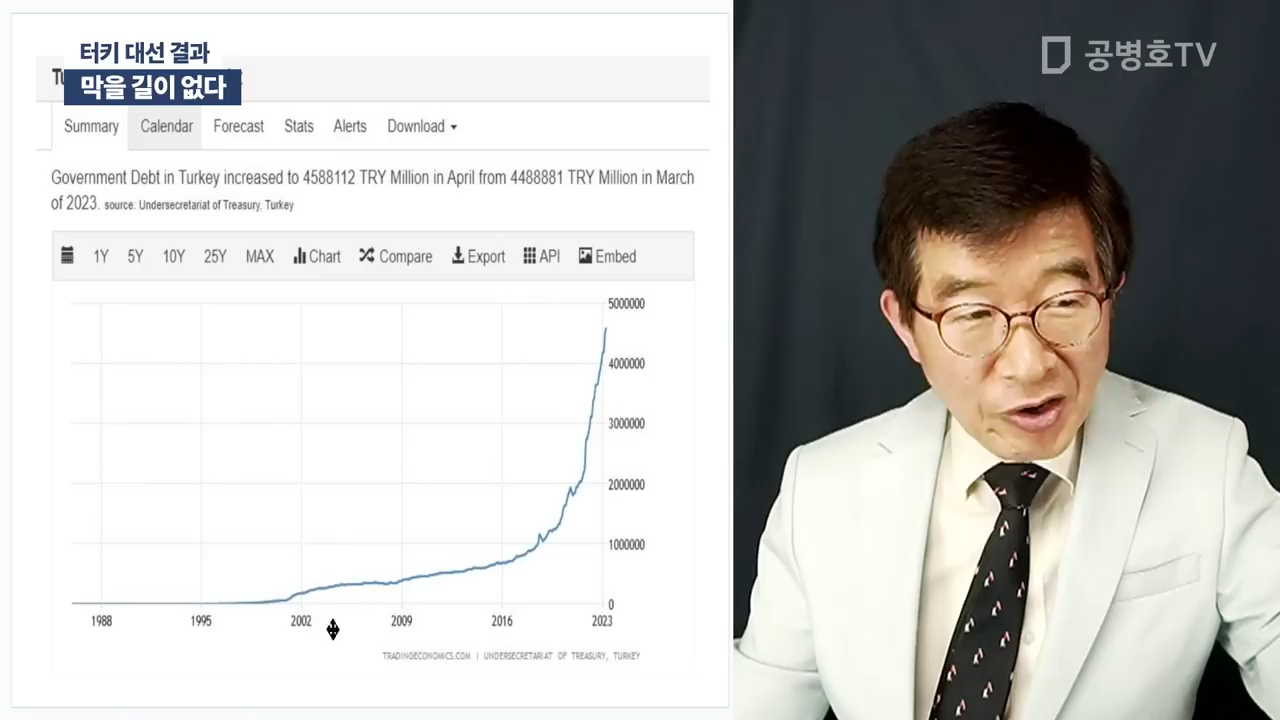 터키 대선 결과
막을 길이 없다
공병호TV
Summary Calendar Forecast Stats Alerts Download
Government Debt in Turkey increased to 4588112 TRY Million in April from 4488881 TRY Million in March
of 2023. source: Undersecretariat of Treasury, Turkey
1Y 5Y 10Y 25Y MAX Chart Compare Export API Embed
5000000
4000000
3000000
2000000
1000000
0
1988 1995 2002 2009 2016 2023
TRADINGECONOMICS.COM | UNDERSECRETARIAT OF TREASURY, TURKEY